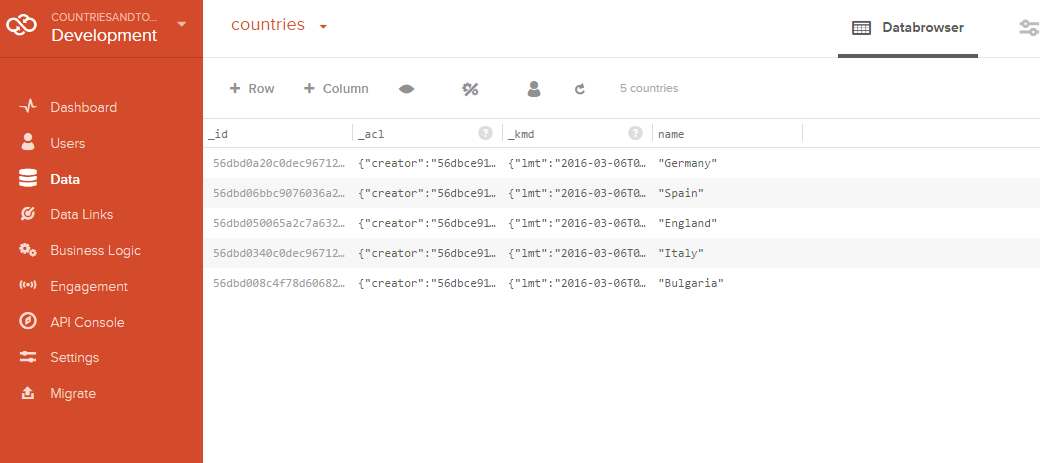 COUNTRIESANDTO...
Development
Dashboard
Users
Data
Data Links
Business Logic
Engagement
API Console
Settings
Migrate
countries
Databrowser
+ Row + Column 5 countries
_id _acl ? _kmd ? name
56dbd0a20c0dec96712… {"creator":"56dbce91… {"lmt":"2016-03-06T0… "Germany"
56dbd06bbc9076036a2… {"creator":"56dbce91… {"lmt":"2016-03-06T0… "Spain"
56dbd050065a2c7a632… {"creator":"56dbce91… {"lmt":"2016-03-06T0… "England"
56dbd0340c0dec96712… {"creator":"56dbce91… {"lmt":"2016-03-06T0… "Italy"
56dbd008c4f78d60682… {"creator":"56dbce91… {"lmt":"2016-03-06T0… "Bulgaria"